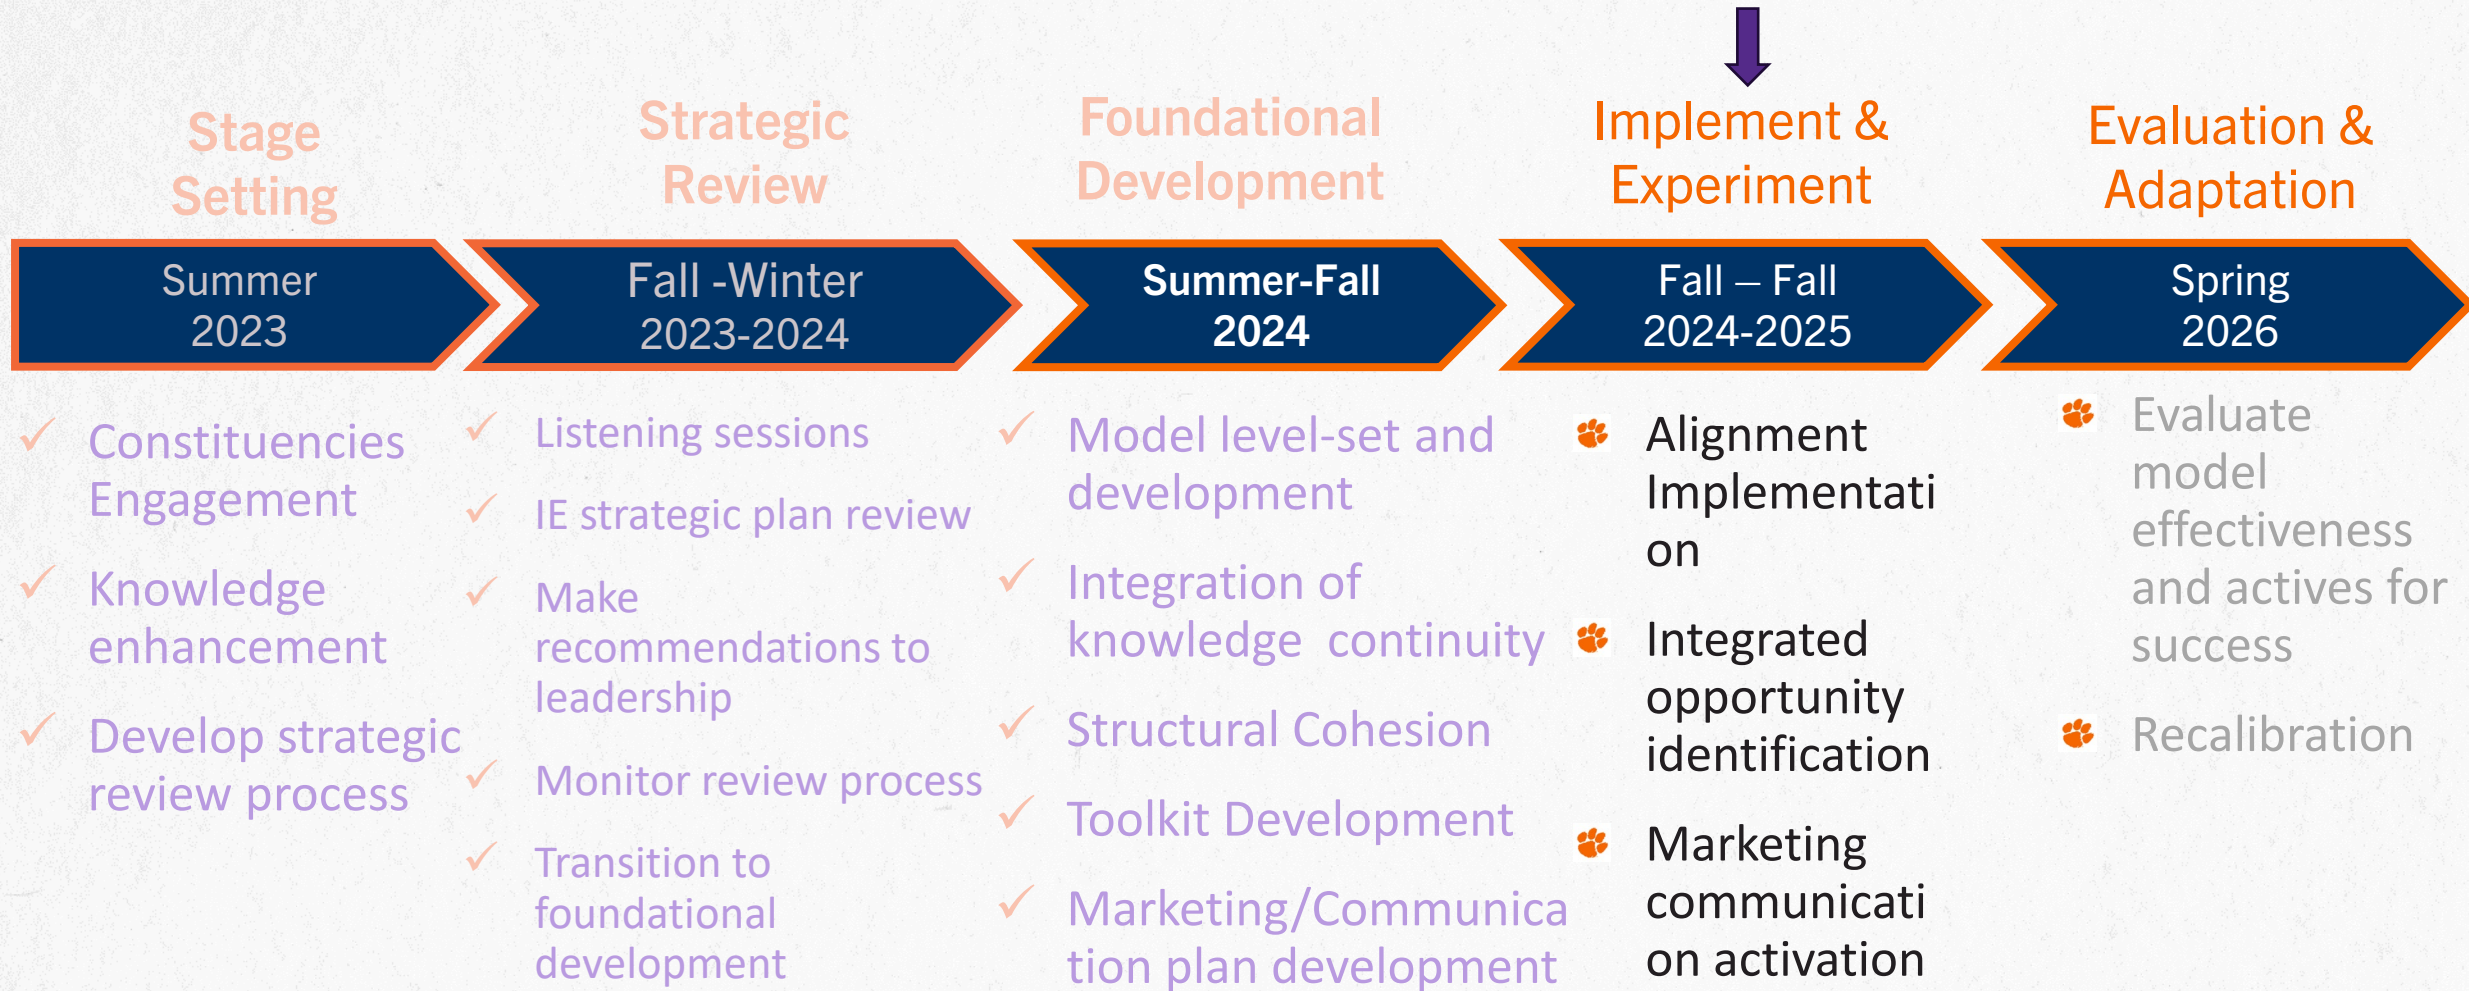 Stage
Setting
Strategic
Review
Foundational
Development
Implement &
Experiment
Evaluation &
Adaptation
Summer
2023
Fall -Winter
2023-2024
Summer-Fall
2024
Fall – Fall
2024-2025
Spring
2026
Constituencies
Engagement
Knowledge
enhancement
Develop strategic
review process
Listening sessions
IE strategic plan review
Make
recommendations to
leadership
Monitor review process
Transition to
foundational
development
Model level-set and
development
Integration of
knowledge  continuity
Structural Cohesion
Toolkit Development
Marketing/Communica
tion plan development
Alignment
Implementati
on
Integrated
opportunity
identification
Marketing
communicati
on activation
Evaluate
model
effectiveness
and actives for
success
Recalibration